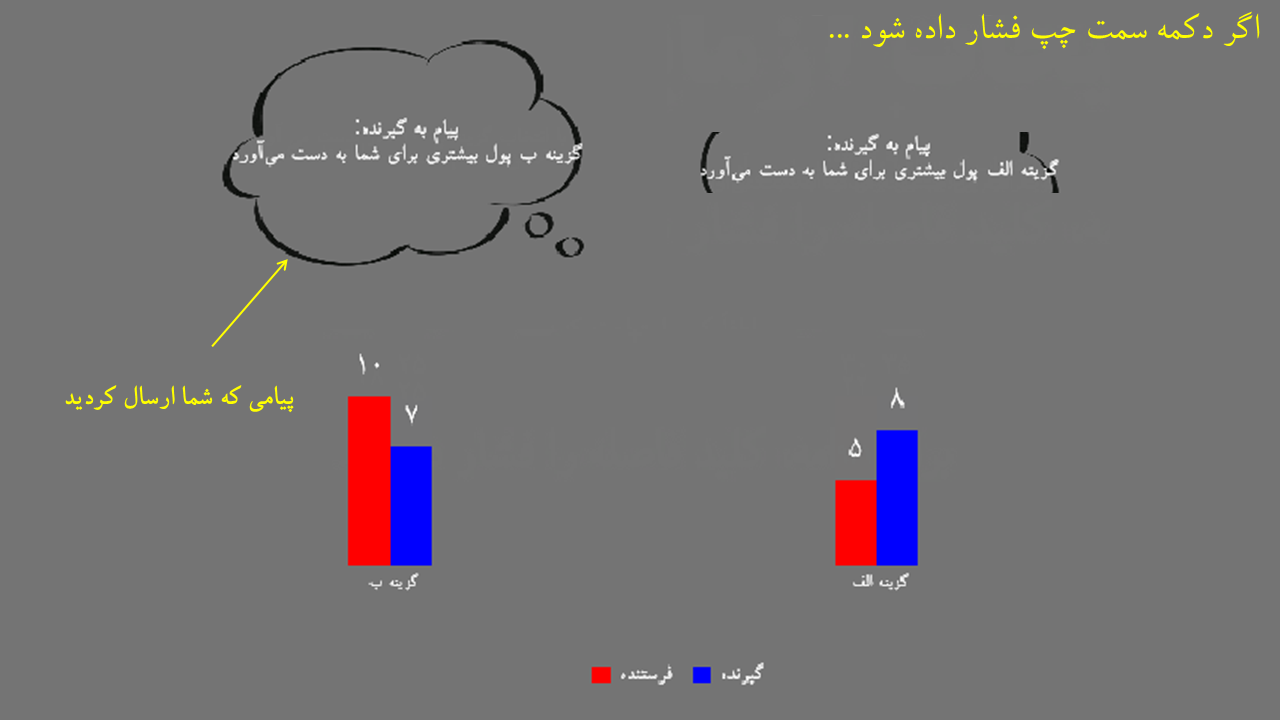 اگر دکمه سمت چپ فشار داده شود ...
پیام به گیرنده:
گزینه الف پول بیشتری برای شما به دست می‌آورد
پیام به گیرنده:
گزینه ب پول بیشتری برای شما به دست می‌آورد
پیامی که شما ارسال کردید
۵
۸
گزینه الف
۱۰
۷
گزینه ب
گیرنده
فرستنده